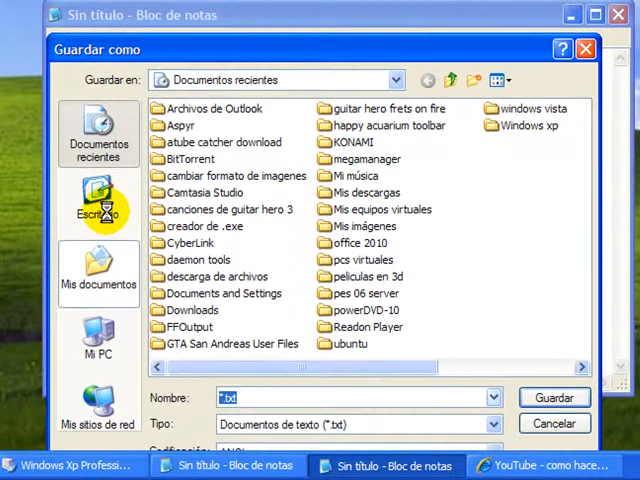 Sin título - Bloc de notas
Guardar como
Guardar en:
Documentos recientes
Documentos
recientes
Escritorio
Mis documentos
Mi PC
Mis sitios de red
Archivos de Outlook
Aspyr
atube catcher download
BitTorrent
cambiar formato de imagenes
Camtasia Studio
canciones de guitar hero 3
creador de .exe
CyberLink
daemon tools
descarga de archivos
Documents and Settings
Downloads
FFOutput
GTA San Andreas User Files
guitar hero frets on fire
happy acuarium toolbar
KONAMI
megamanager
Mi música
Mis descargas
Mis equipos virtuales
Mis imágenes
office 2010
pcs virtuales
peliculas en 3d
pes 06 server
powerDVD-10
Readon Player
ubuntu
windows vista
Windows xp
Nombre:
*.txt
Guardar
Tipo:
Documentos de texto (*.txt)
Cancelar
Windows Xp Professi...
Sin título - Bloc de notas
Sin título - Bloc de notas
YouTube - como hace...